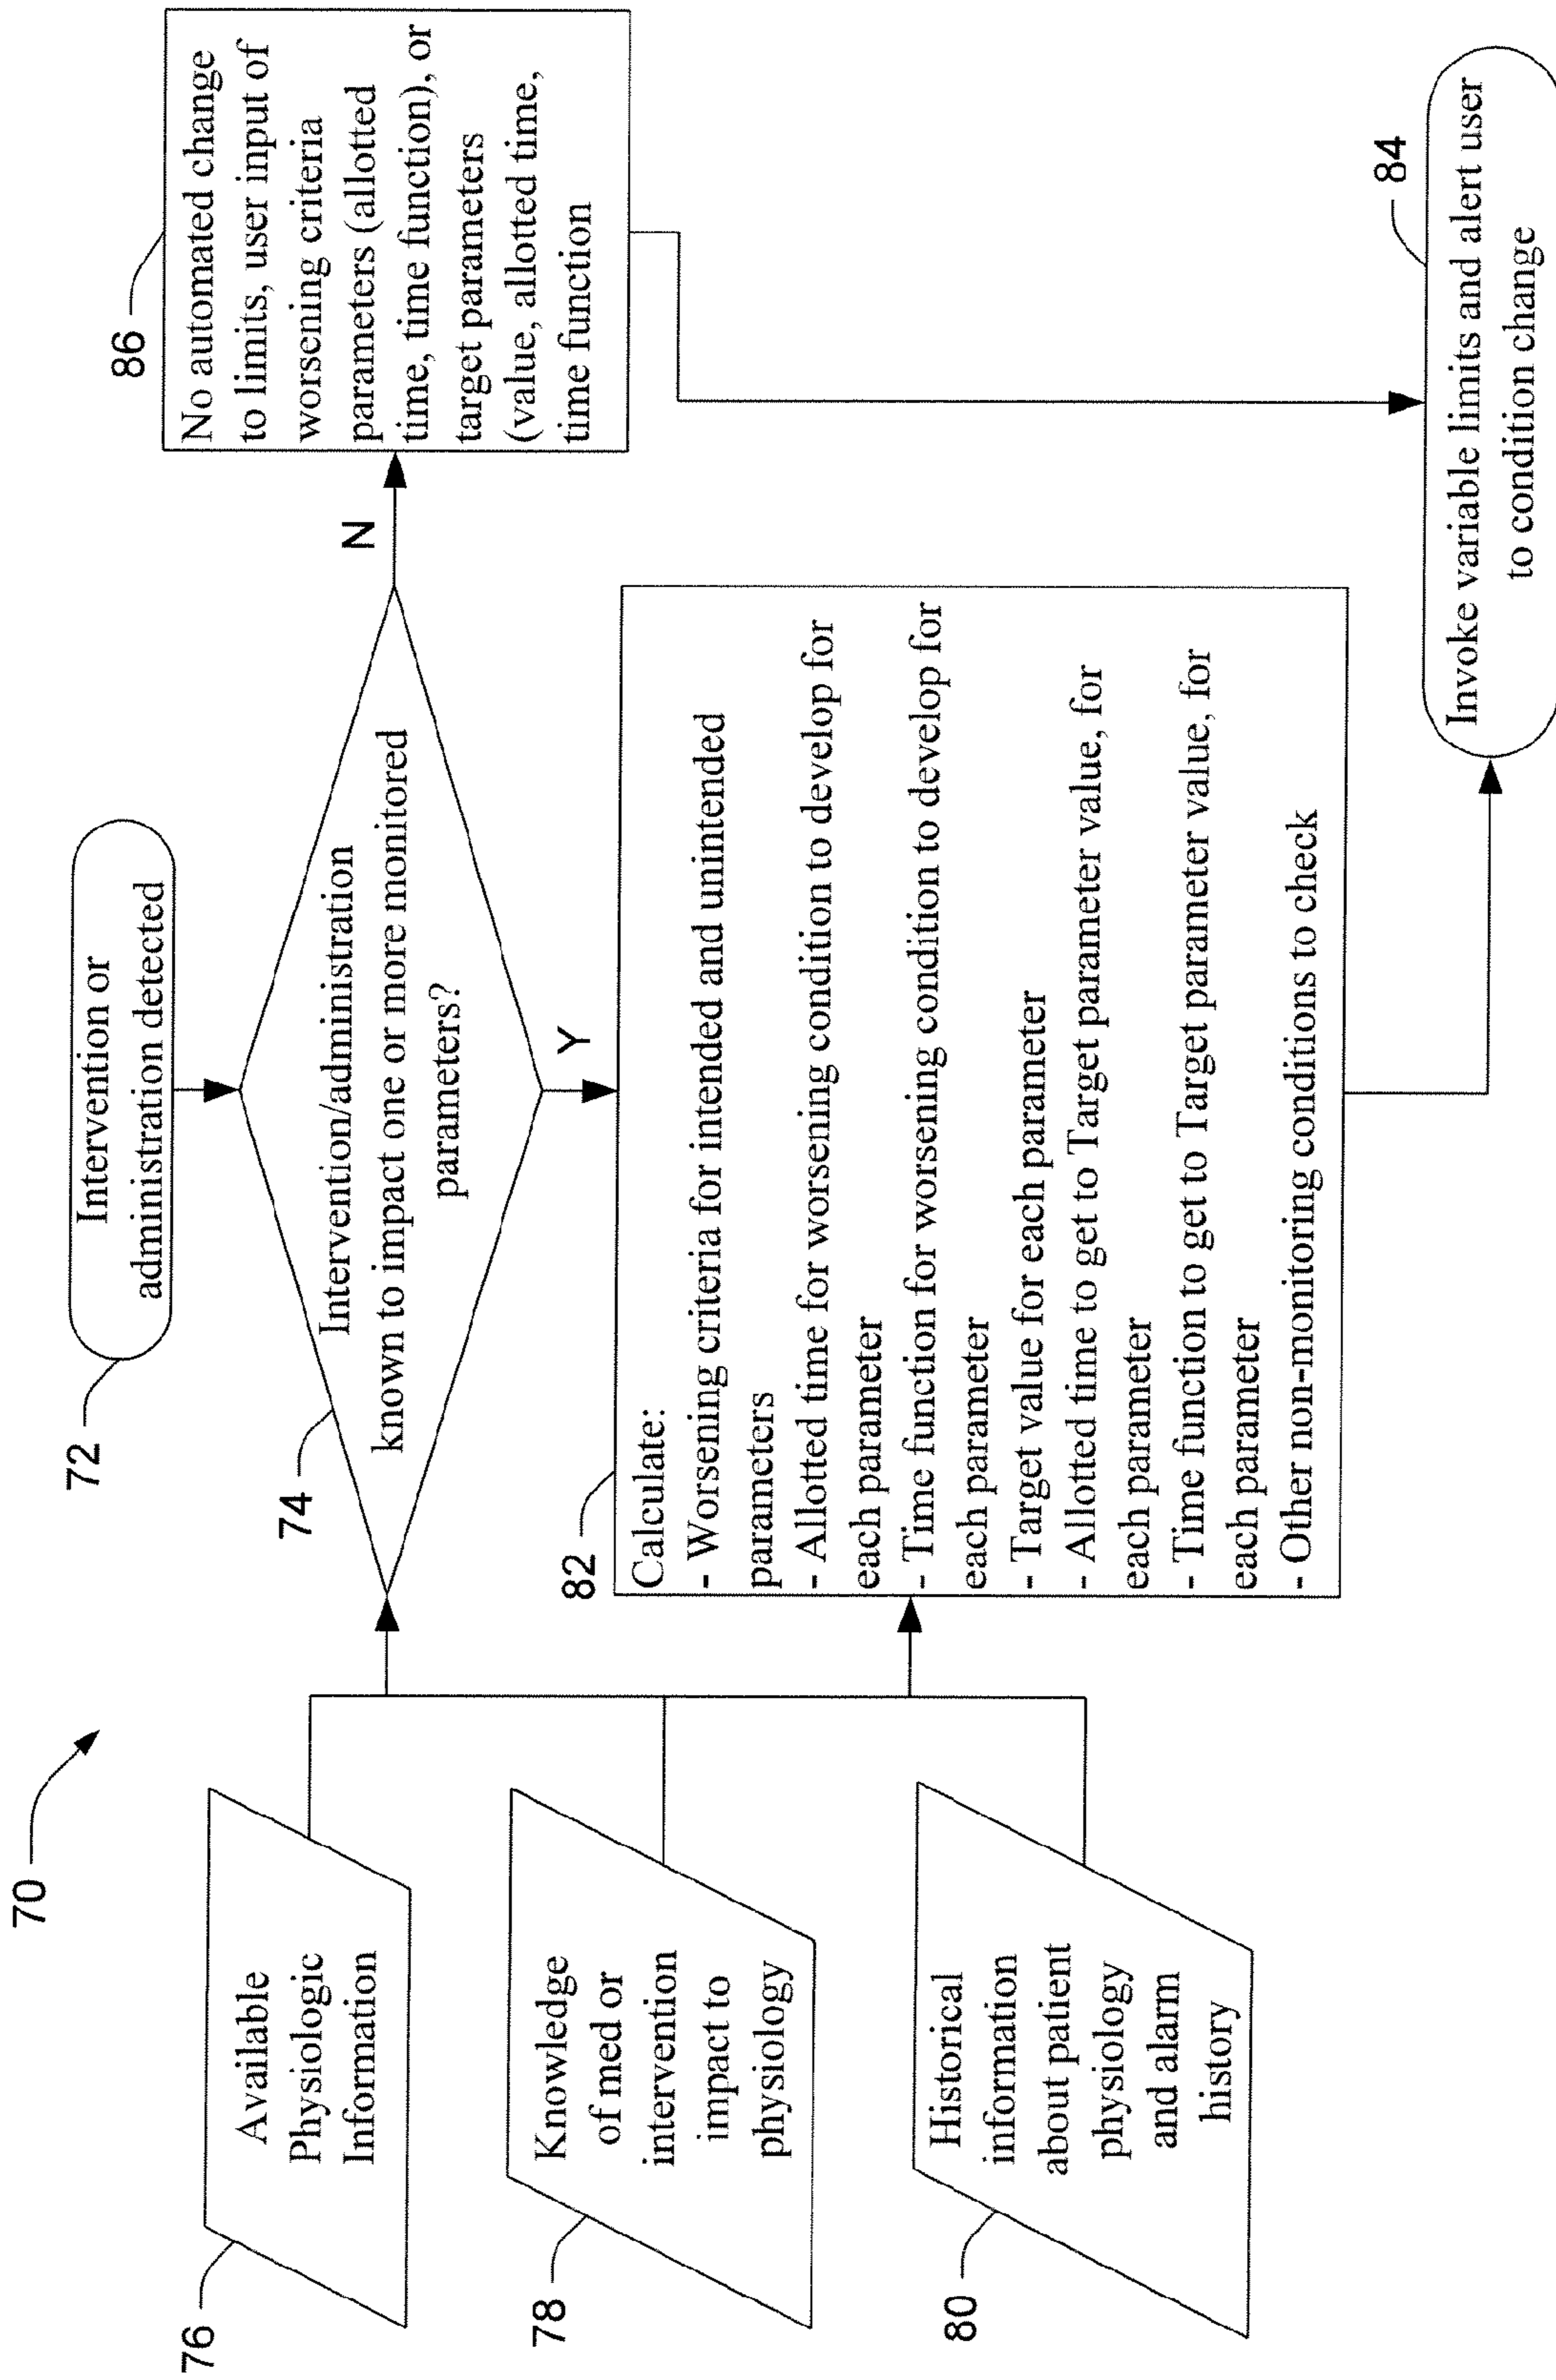 70
72
Intervention or
administration detected
74
Intervention/administration
known to impact one or more monitored
parameters?
N
Y
76
Available
Physiologic
Information
78
Knowledge
of med or
intervention
impact to
physiology
80
Historical
information
about patient
physiology
and alarm
history
82
Calculate:
- Worsening criteria for intended and unintended
parameters
- Allotted time for worsening condition to develop for
each parameter
- Time function for worsening condition to develop for
each parameter
- Target value for each parameter
- Allotted time to get to Target parameter value, for
each parameter
- Time function to get to Target parameter value, for
each parameter
- Other non-monitoring conditions to check
86
No automated change
to limits, user input of
worsening criteria
parameters (allotted
time, time function), or
target parameters
(value, allotted time,
time function
84
Invoke variable limits and alert user
to condition change